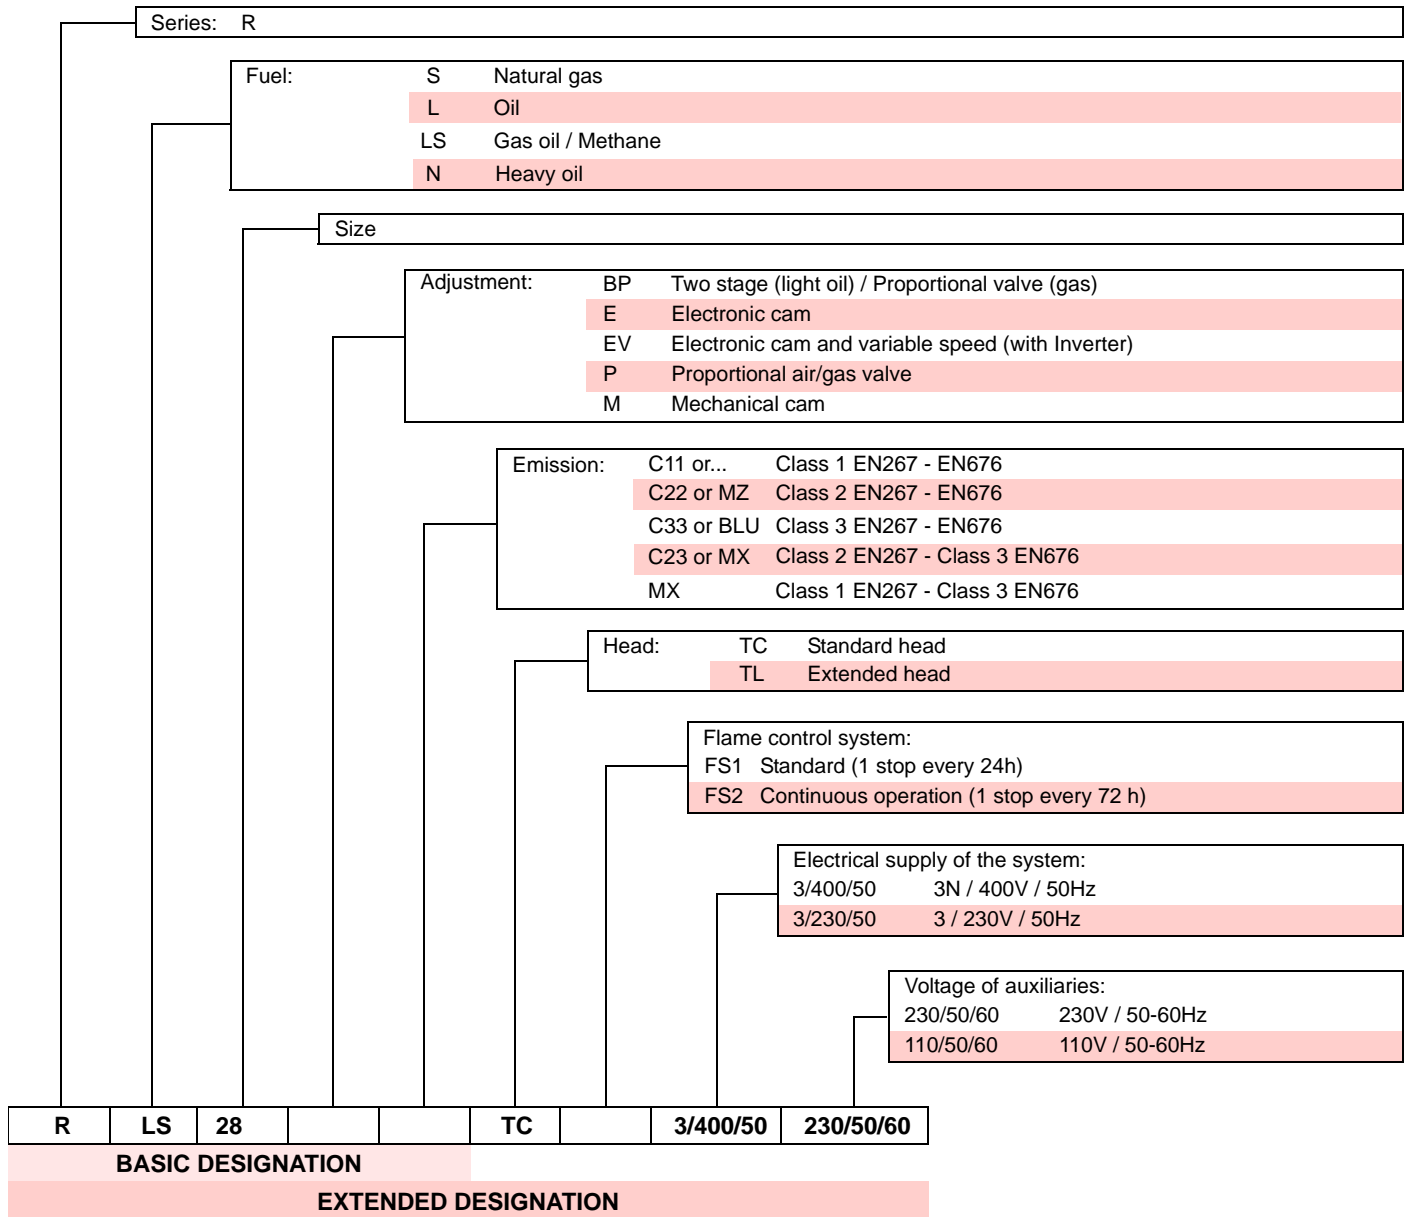 Series: R
Fuel: S Natural gas
L Oil
LS Gas oil / Methane
N Heavy oil
Size
Adjustment: BP Two stage (light oil) / Proportional valve (gas)
E Electronic cam
EV Electronic cam and variable speed (with Inverter)
P Proportional air/gas valve
M Mechanical cam
Emission: C11 or... Class 1 EN267 - EN676
C22 or MZ Class 2 EN267 - EN676
C33 or BLU Class 3 EN267 - EN676
C23 or MX Class 2 EN267 - Class 3 EN676
MX Class 1 EN267 - Class 3 EN676
Head: TC Standard head
TL Extended head
Flame control system:
FS1 Standard (1 stop every 24h)
FS2 Continuous operation (1 stop every 72 h)
Electrical supply of the system:
3/400/50 3N / 400V / 50Hz
3/230/50 3 / 230V / 50Hz
Voltage of auxiliaries:
230/50/60 230V / 50-60Hz
110/50/60 110V / 50-60Hz
R LS 28 TC 3/400/50 230/50/60
BASIC DESIGNATION
EXTENDED DESIGNATION